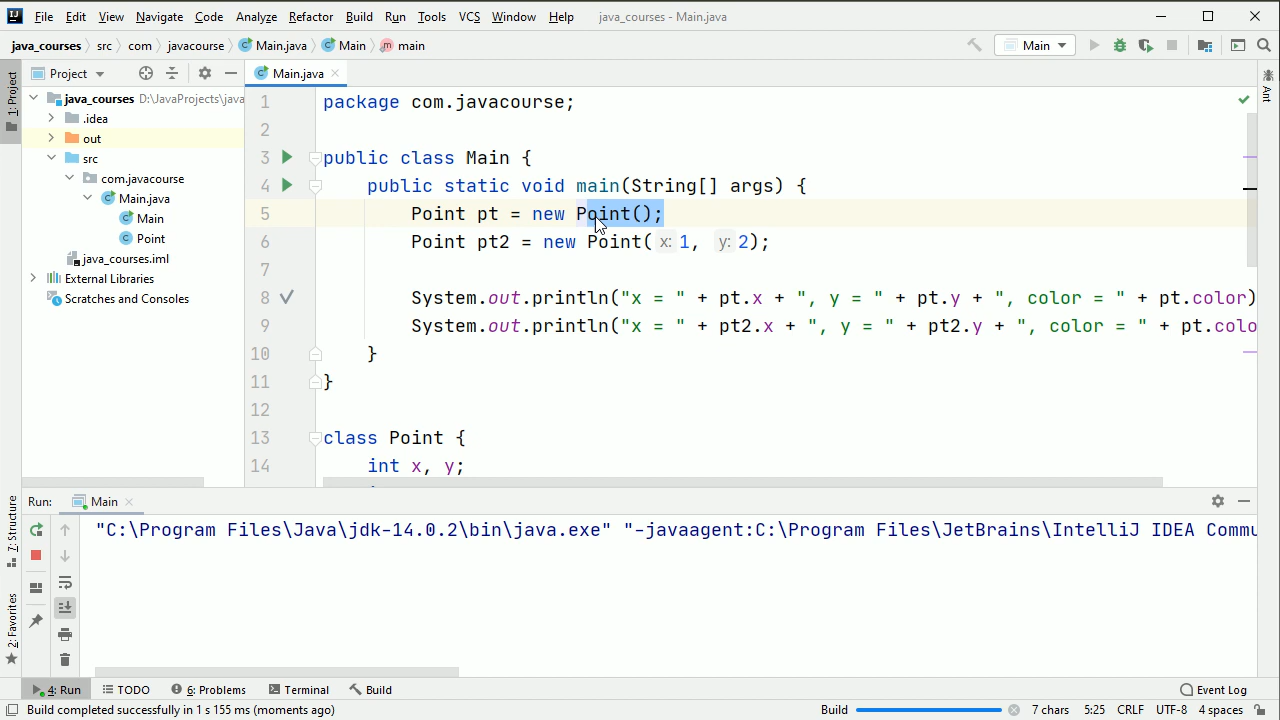 File Edit View Navigate Code Analyze Refactor Build Run Tools VCS Window Help java_courses - Main.java
java_courses src com javacourse Main.java Main main Main
1: Project
Project
Main.java
Ant
java_courses D:\JavaProjects\java
.idea
out
src
com.javacourse
Main.java
Main
Point
java_courses.iml
External Libraries
Scratches and Consoles
1 package com.javacourse;
2
3 public class Main {
4 public static void main(String[] args) {
5 Point pt = new Point();
6 Point pt2 = new Point( x: 1, y: 2);
7
8 System.out.println("x = " + pt.x + ", y = " + pt.y + ", color = " + pt.color)
9 System.out.println("x = " + pt2.x + ", y = " + pt2.y + ", color = " + pt.colo
10 }
11 }
12
13 class Point {
14 int x, y;
7: Structure
2: Favorites
Run: Main
"C:\Program Files\Java\jdk-14.0.2\bin\java.exe" "-javaagent:C:\Program Files\JetBrains\IntelliJ IDEA Commu
4: Run TODO 6: Problems Terminal Build Event Log
Build completed successfully in 1 s 155 ms (moments ago) Build 7 chars 5:25 CRLF UTF-8 4 spaces